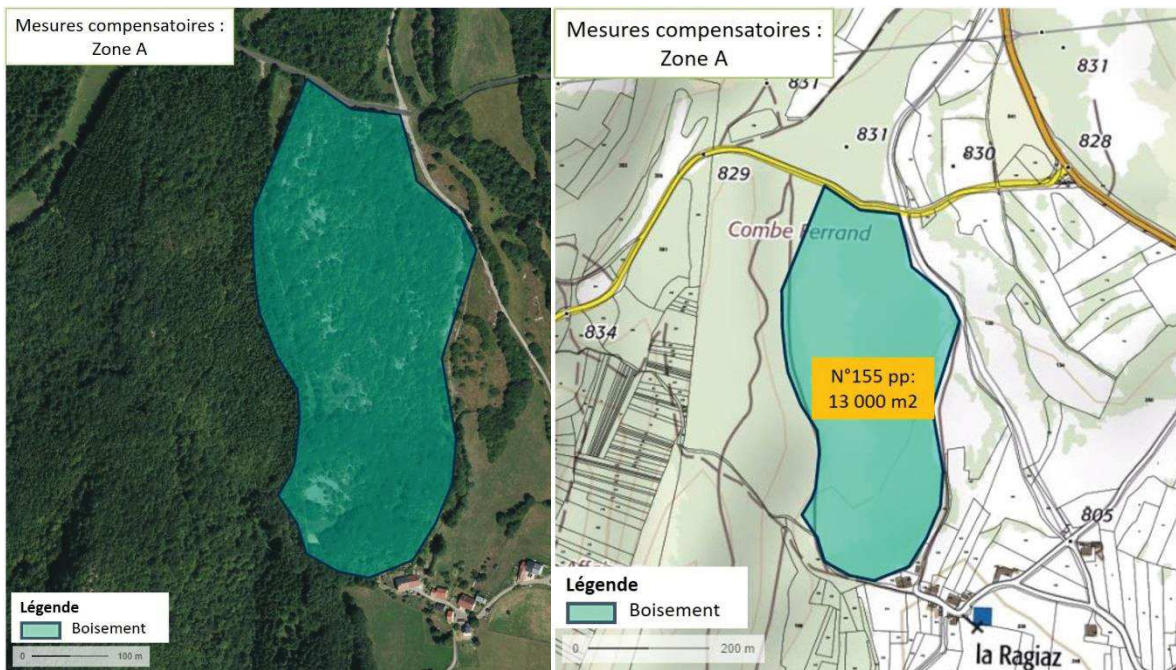 Mesures compensatoires :
Zone A
Légende
Boisement
0 100 m
Mesures compensatoires :
Zone A
831
831
831
828
830
829
Combe Ferrand
834
N°155 pp:
13 000 m2
805
Légende
Boisement
0 200 m
la Ragiaz